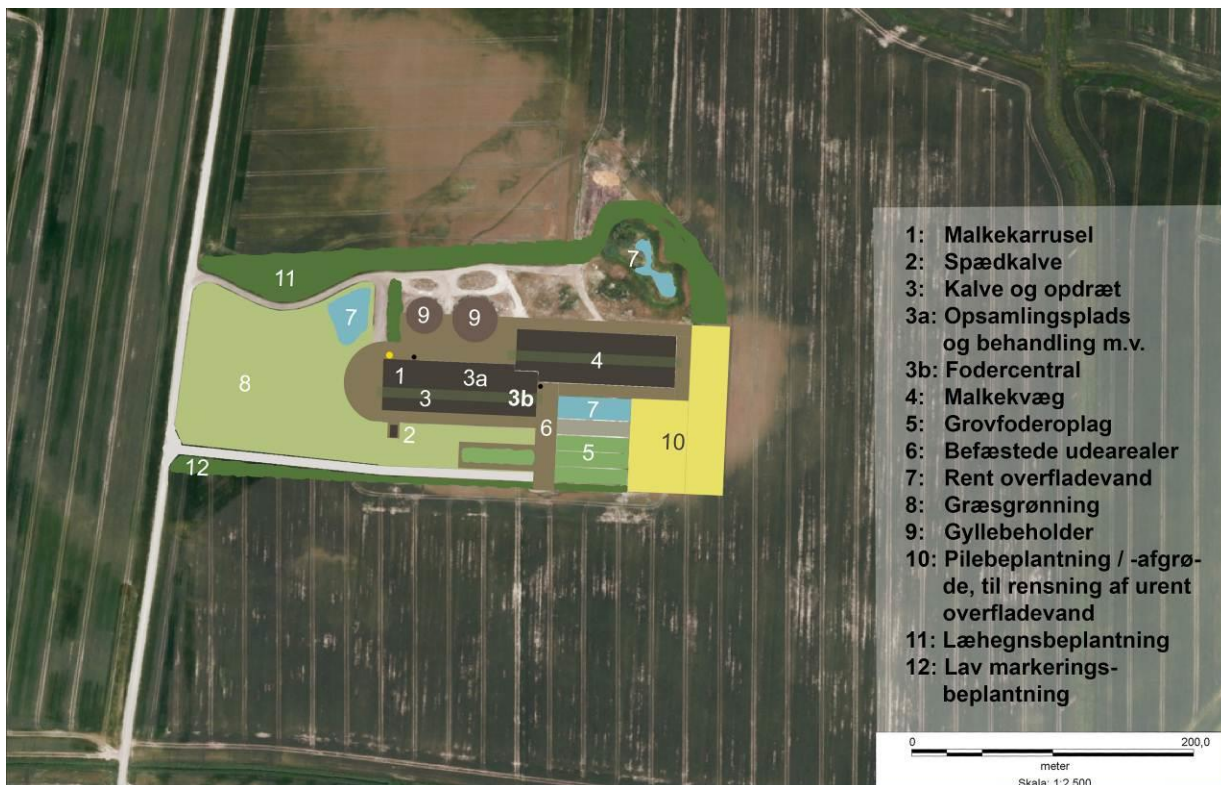 11
7
7
9
9
4
1
3a
8
3
3b
2
6
7
5
10
12
1: Malkekarrusel
2: Spædkalve
3: Kalve og opdræt
3a: Opsamlingsplads
og behandling m.v.
3b: Fodercentral
4: Malkekvæg
5: Grovfoderoplag
6: Befæstede udearealer
7: Rent overfladevand
8: Græsgrønning
9: Gyllebeholder
10: Pilebeplantning / -afgrø-
de, til rensning af urent
overfladevand
11: Læhegnsbeplantning
12: Lav markerings-
beplantning
0 200,0
meter
Skala: 1:2.500